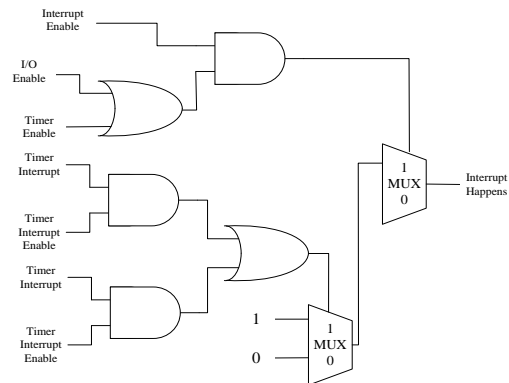 Interrupt
Enable
I/O
Enable
Timer
Enable
Timer
Interrupt
Timer
Interrupt
Enable
Timer
Interrupt
Timer
Interrupt
Enable
1
MUX
0
Interrupt
Happens
1
0
1
MUX
0